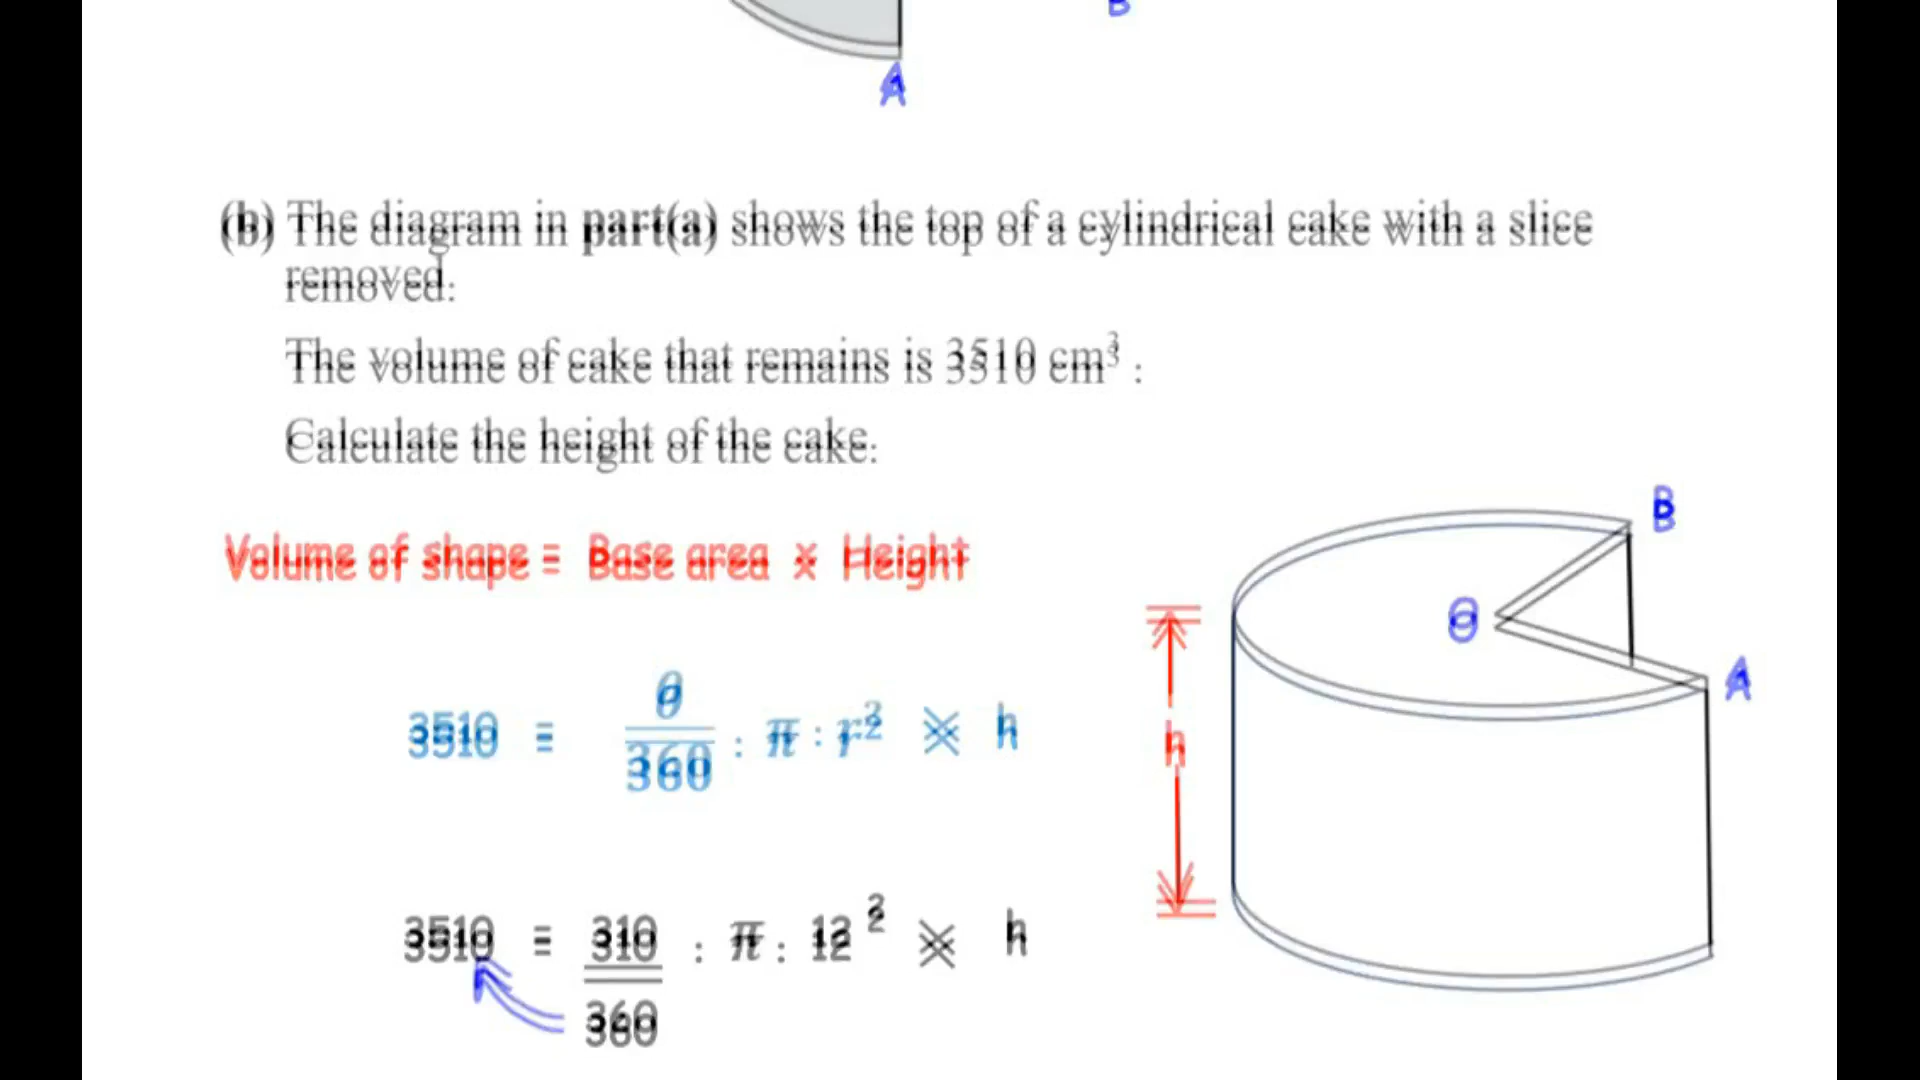 B
A
(b) The diagram in part(a) shows the top of a cylindrical cake with a slice
removed.
The volume of cake that remains is 3510 cm³ .
Calculate the height of the cake.
Volume of shape = Base area x Height
B
O
A
h
3510 = θ/360 . π . r² × h
3510 = 310/360 . π . 12² × h